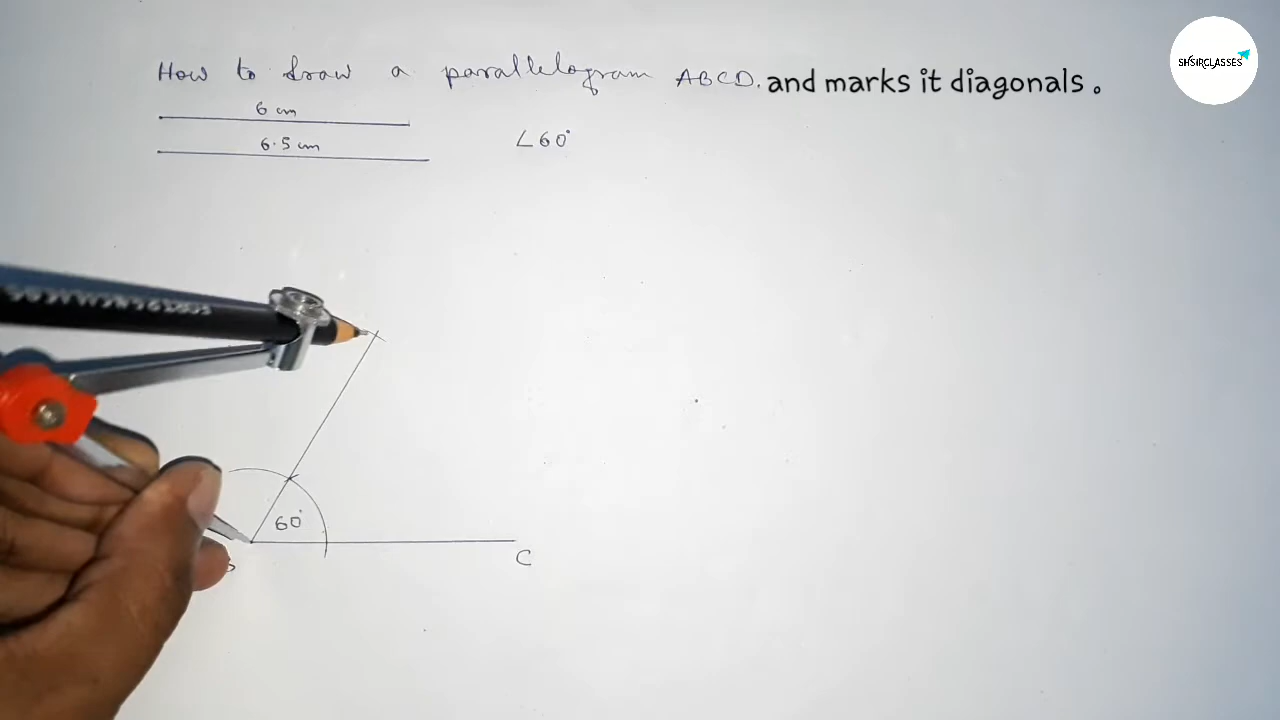 How to draw a parallelogram ABCD. and marks it diagonals.
SHSIRCLASSES
6 cm
6.5 cm
∠60°
60°
C